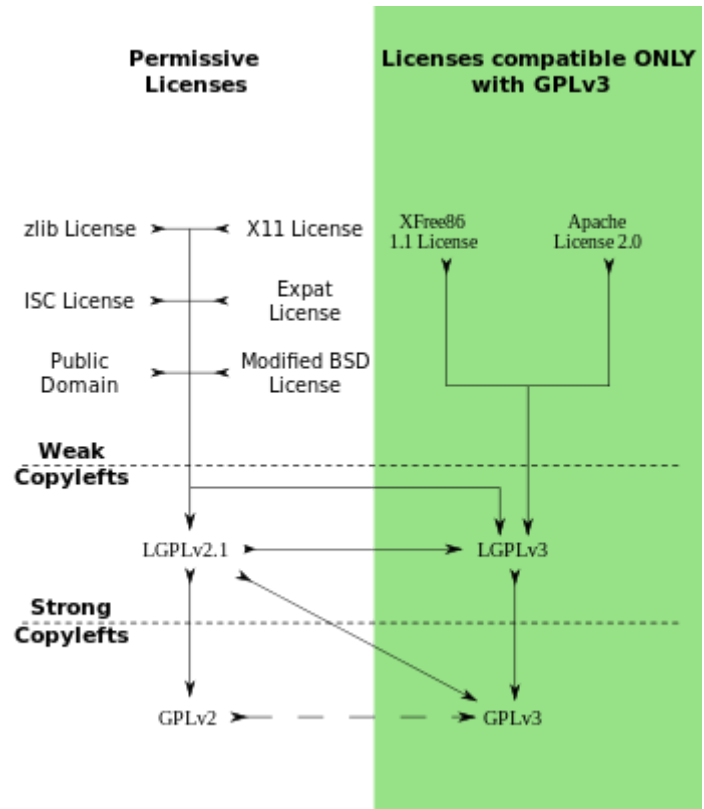 Permissive
Licenses
Licenses compatible ONLY
with GPLv3
zlib License
X11 License
XFree86
1.1 License
Apache
License 2.0
ISC License
Expat
License
Public
Domain
Modified BSD
License
Weak
Copylefts
LGPLv2.1
LGPLv3
Strong
Copylefts
GPLv2
GPLv3